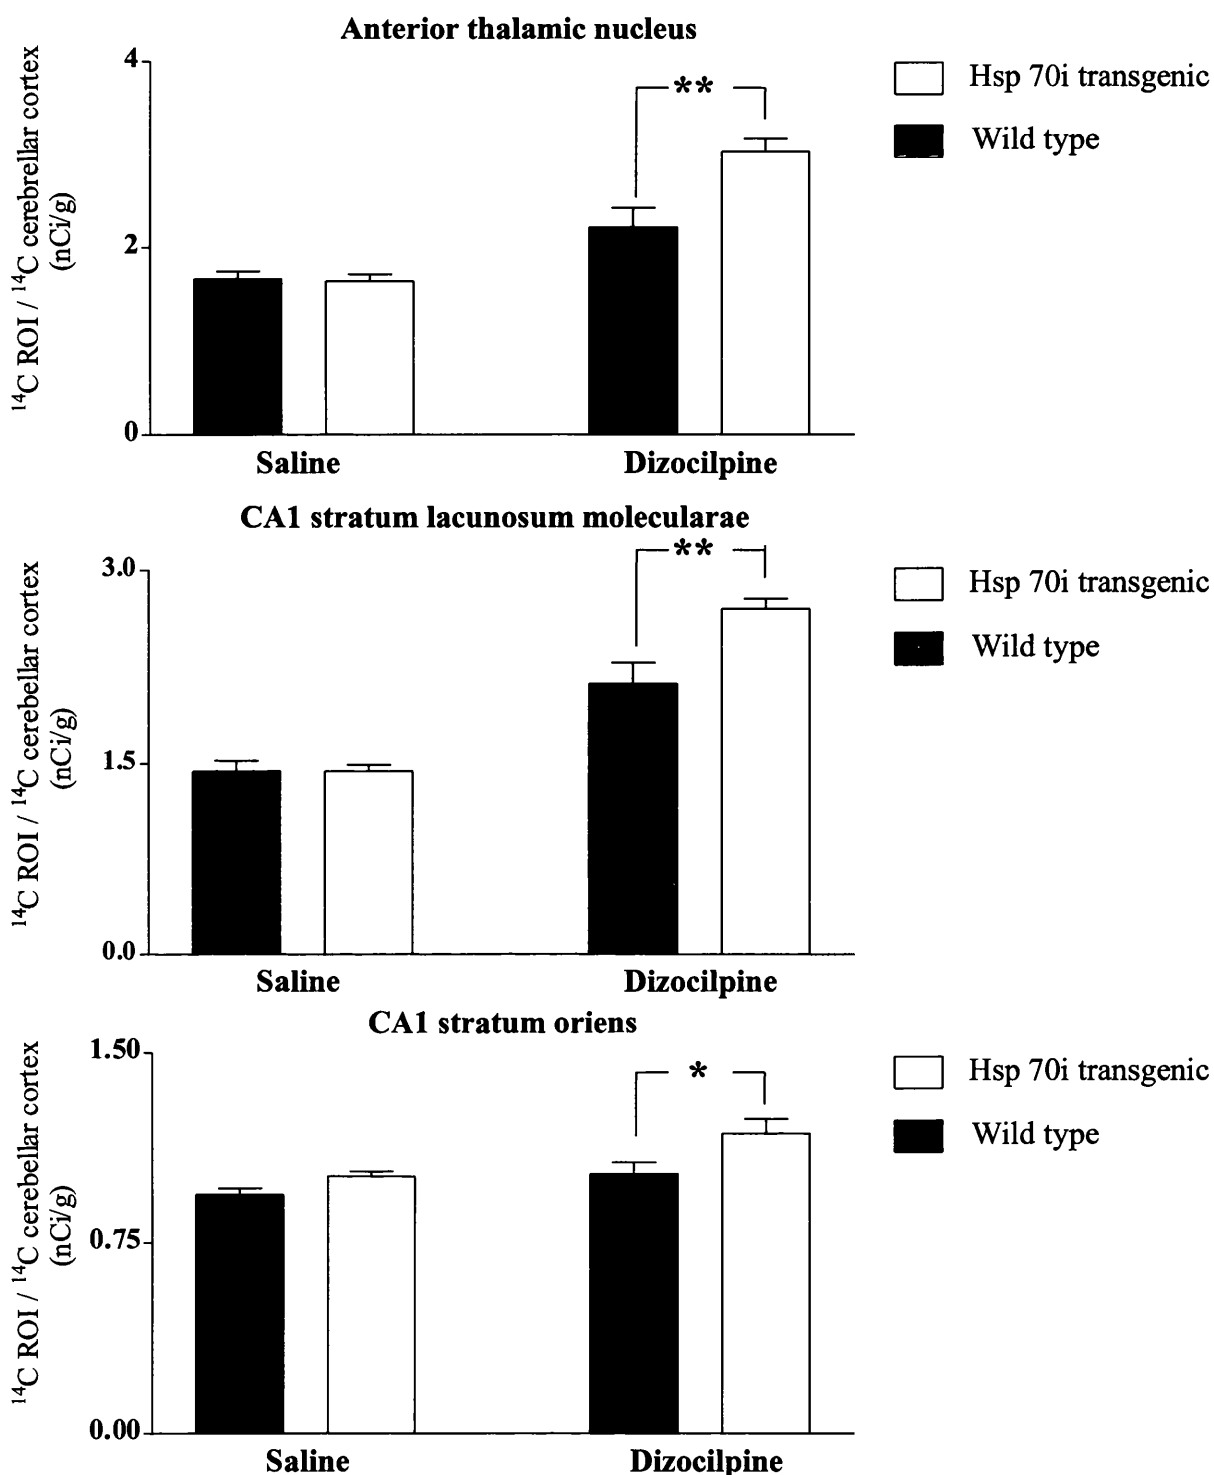 Anterior thalamic nucleus
¹⁴C ROI / ¹⁴C cerebrellar cortex
(nCi/g)
4
2
0
**
Hsp 70i transgenic
Wild type
Saline
Dizocilpine
CA1 stratum lacunosum molecularae
¹⁴C ROI / ¹⁴C cerebellar cortex
(nCi/g)
3.0
1.5
0.0
**
Hsp 70i transgenic
Wild type
Saline
Dizocilpine
CA1 stratum oriens
¹⁴C ROI / ¹⁴C cerebellar cortex
(nCi/g)
1.50
0.75
0.00
*
Hsp 70i transgenic
Wild type
Saline
Dizocilpine